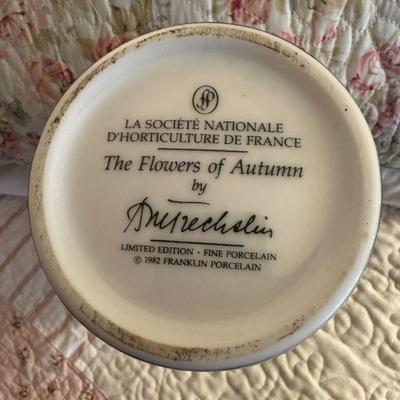 LA SOCIÉTÉ NATIONALE
D'HORTICULTURE DE FRANCE
The Flowers of Autumn
by
LIMITED EDITION · FINE PORCELAIN
© 1982 FRANKLIN PORCELAIN